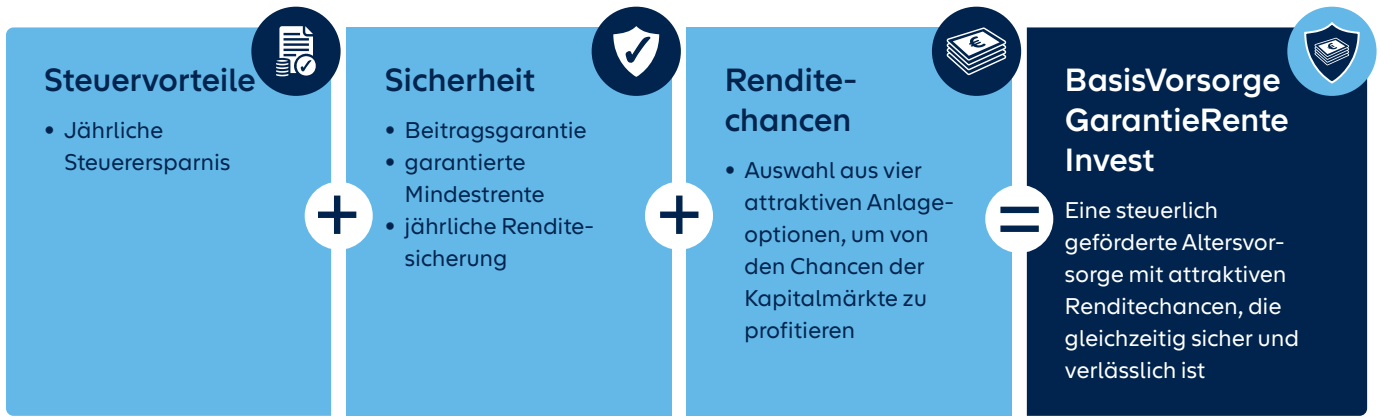 Steuervorteile
• Jährliche
Steuerersparnis
+
Sicherheit
• Beitragsgarantie
• garantierte
Mindestrente
• jährliche Rendite-
sicherung
+
Rendite-
chancen
• Auswahl aus vier
attraktiven Anlage-
optionen, um von
den Chancen der
Kapitalmärkte zu
profitieren
=
BasisVorsorge
GarantieRente
Invest
Eine steuerlich
geförderte Altersvor-
sorge mit attraktiven
Renditechancen, die
gleichzeitig sicher und
verlässlich ist